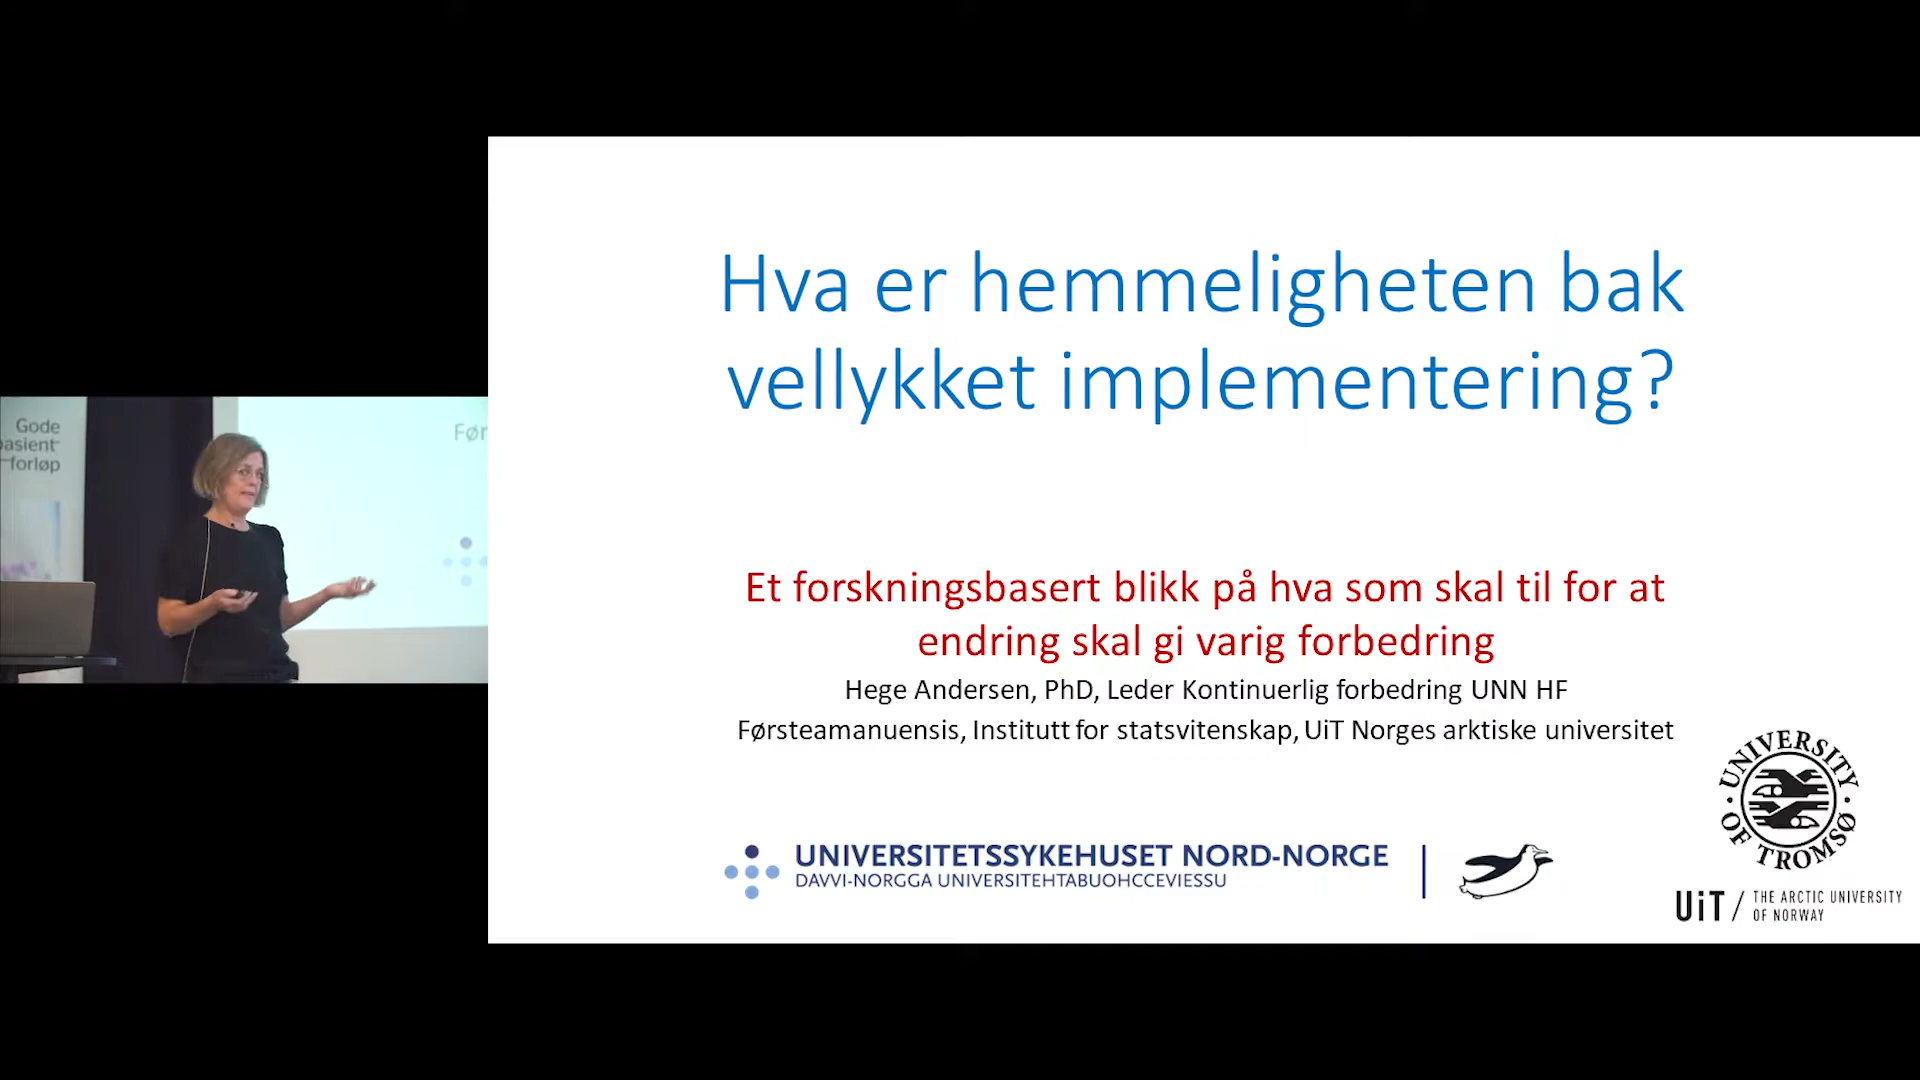 Gode
pasient-
forløp
Før
Hva er hemmeligheten bak
vellykket implementering?
Et forskningsbasert blikk på hva som skal til for at
endring skal gi varig forbedring
Hege Andersen, PhD, Leder Kontinuerlig forbedring UNN HF
Førsteamanuensis, Institutt for statsvitenskap, UiT Norges arktiske universitet
UNIVERSITETSSYKEHUSET NORD-NORGE
DAVVI-NORGGA UNIVERSITEHTABUOHCCEVIESSU
UNIVERSITY
OF TROMSØ
UiT / THE ARCTIC UNIVERSITY
OF NORWAY